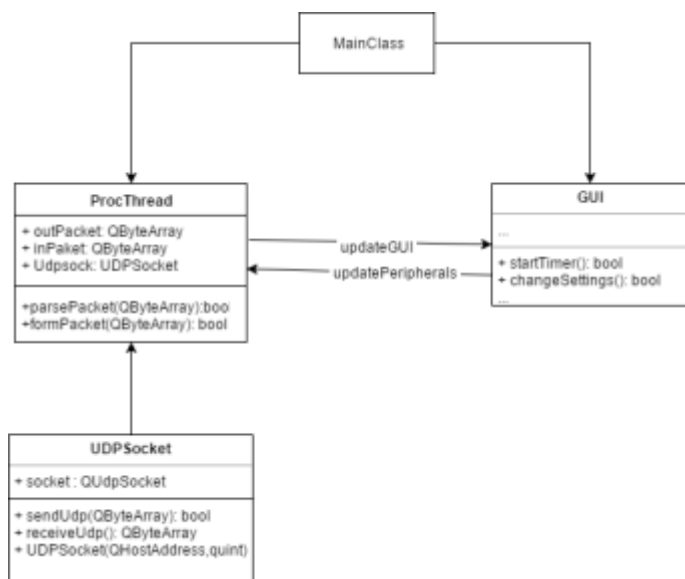 MainClass
ProcThread
+ outPacket: QByteArray
+ inPaket: QByteArray
+ Udpsock: UDPSocket
+parsePacket(QByteArray):bool
+formPacket(QByteArray): bool
GUI
...
+ startTimer(): bool
+ changeSettings(): bool
...
updateGUI
updatePeripherals
UDPSocket
+ socket : QUdpSocket
+ sendUdp(QByteArray): bool
+ receiveUdp(): QByteArray
+ UDPSocket(QHostAddress,quint)